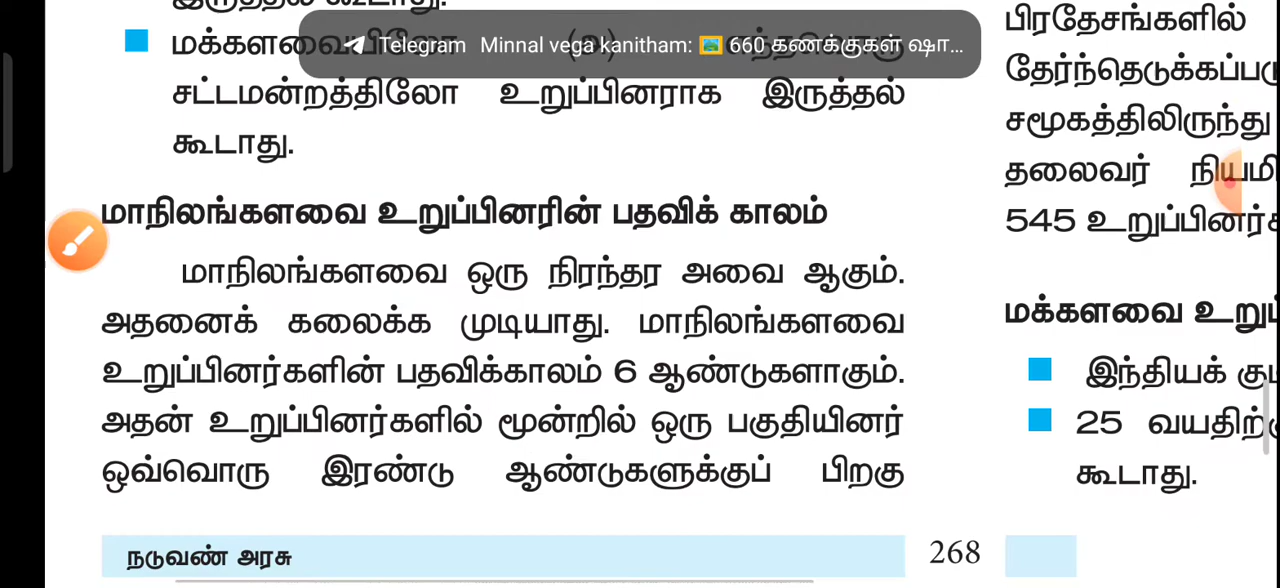 இருத்தல் கூடாது.
Telegram Minnal vega kanitham: 660 கணக்குகள் ஷா...
மக்களவையிலோ (அ)
சட்டமன்றத்திலோ உறுப்பினராக இருத்தல்
கூடாது.
மாநிலங்களவை உறுப்பினரின் பதவிக் காலம்
மாநிலங்களவை ஒரு நிரந்தர அவை ஆகும்.
அதனைக் கலைக்க முடியாது. மாநிலங்களவை
உறுப்பினர்களின் பதவிக்காலம் 6 ஆண்டுகளாகும்.
அதன் உறுப்பினர்களில் மூன்றில் ஒரு பகுதியினர்
ஒவ்வொரு இரண்டு ஆண்டுகளுக்குப் பிறகு
நடுவண் அரசு
268
பிரதேசங்களில்
தேர்ந்தெடுக்கப்படு
சமூகத்திலிருந்து
தலைவர் நியமி
545 உறுப்பினர்க
மக்களவை உறுப்
இந்தியக் கு
25 வயதிற்கு
கூடாது.